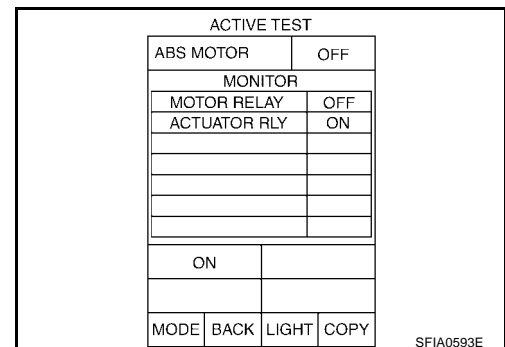 ACTIVE TEST
ABS MOTOR OFF
MONITOR
MOTOR RELAY OFF
ACTUATOR RLY ON
ON
MODE BACK LIGHT COPY
SFIA0593E